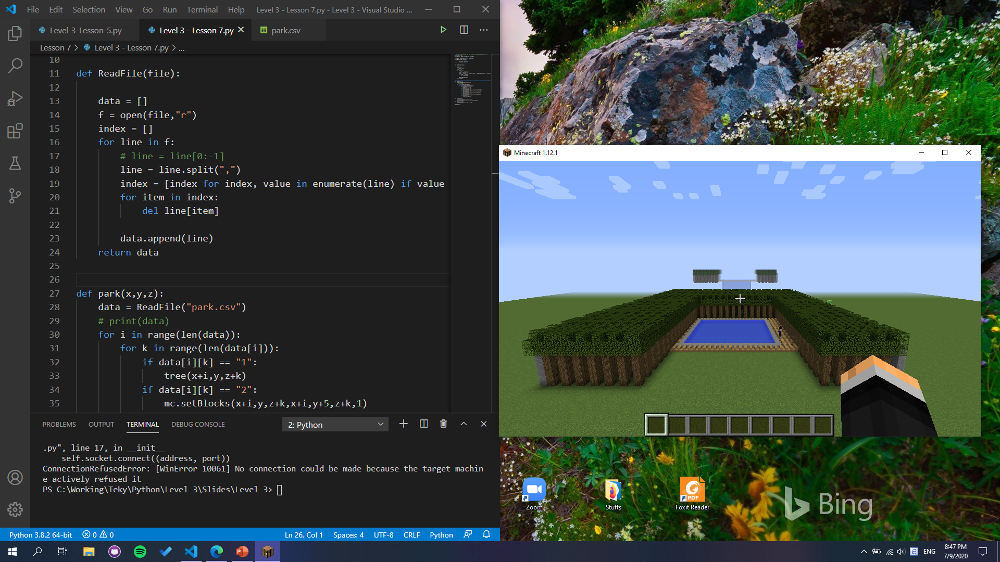 File Edit Selection View Go Run Terminal Help Level 3 - Lesson 7.py - Level 3 - Visual Studio ...
Level-3-Lesson-5.py Level 3 - Lesson 7.py park.csv
Lesson 7 > Level 3 - Lesson 7.py > ...
10
11 def ReadFile(file):
12
13 data = []
14 f = open(file,"r")
15 index = []
16 for line in f:
17 # line = line[0:-1]
18 line = line.split(",")
19 index = [index for index, value in enumerate(line) if value
20 for item in index:
21 del line[item]
22
23 data.append(line)
24 return data
25
26
27 def park(x,y,z):
28 data = ReadFile("park.csv")
29 # print(data)
30 for i in range(len(data)):
31 for k in range(len(data[i])):
32 if data[i][k] == "1":
33 tree(x+i,y,z+k)
34 if data[i][k] == "2":
35 mc.setBlocks(x+i,y,z+k,x+i,y+5,z+k,1)
PROBLEMS OUTPUT TERMINAL DEBUG CONSOLE 2: Python
.py", line 17, in __init__
self.socket.connect((address, port))
ConnectionRefusedError: [WinError 10061] No connection could be made because the target machin
e actively refused it
PS C:\Working\Teky\Python\Level 3\Slides\Level 3>
Python 3.8.2 64-bit 0 0 Ln 26, Col 1 Spaces: 4 UTF-8 CRLF Python
Minecraft 1.12.1
Zoom
Stuffs
PDF
Foxit Reader
Bing
ENG
8:47 PM
7/9/2020